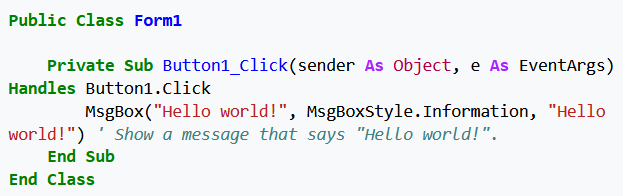 Public Class Form1
    Private Sub Button1_Click(sender As Object, e As EventArgs)
Handles Button1.Click
        MsgBox("Hello world!", MsgBoxStyle.Information, "Hello
world!") ' Show a message that says "Hello world!".
    End Sub
End Class